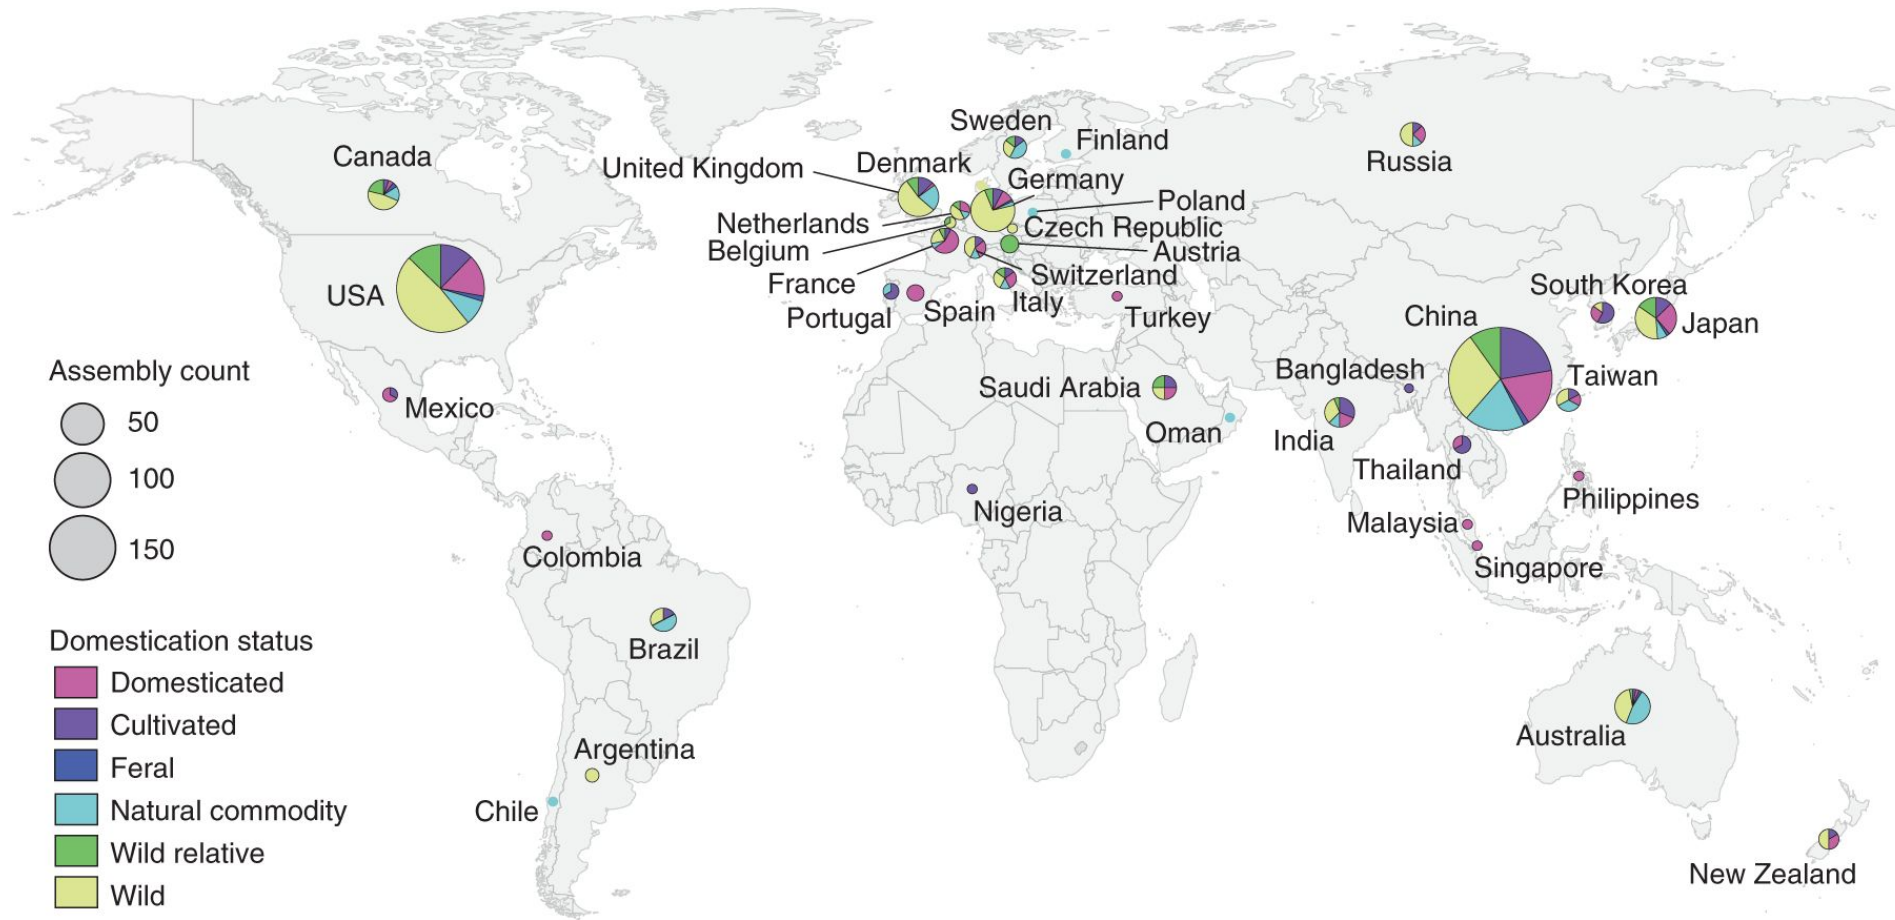 Canada
USA
Mexico
Colombia
Brazil
Argentina
Chile
United Kingdom
Denmark
Sweden
Finland
Germany
Netherlands
Belgium
France
Portugal
Spain
Poland
Czech Republic
Austria
Switzerland
Italy
Turkey
Russia
Saudi Arabia
Oman
Nigeria
Bangladesh
India
China
South Korea
Japan
Taiwan
Thailand
Philippines
Malaysia
Singapore
Australia
New Zealand
Assembly count
50
100
150
Domestication status
Domesticated
Cultivated
Feral
Natural commodity
Wild relative
Wild